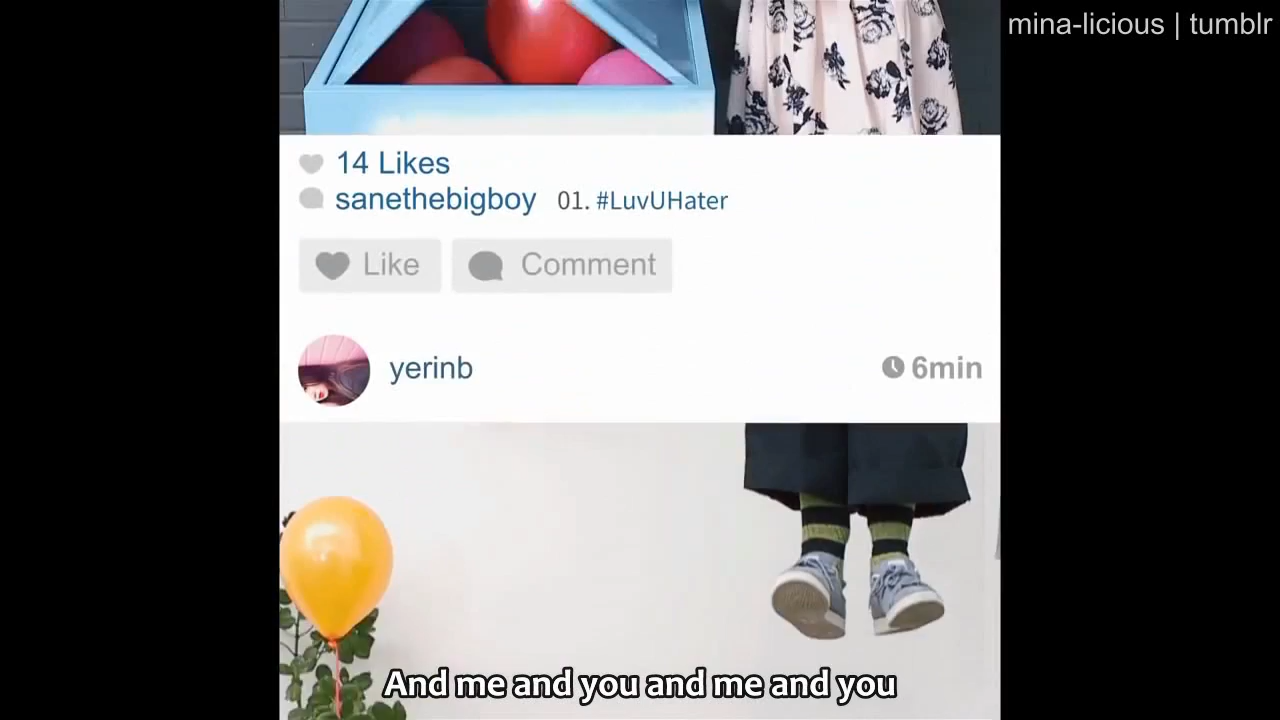 mina-licious | tumblr
14 Likes
sanethebigboy 01. #LuvUHater
Like Comment
yerinb 6min
And me and you and me and you